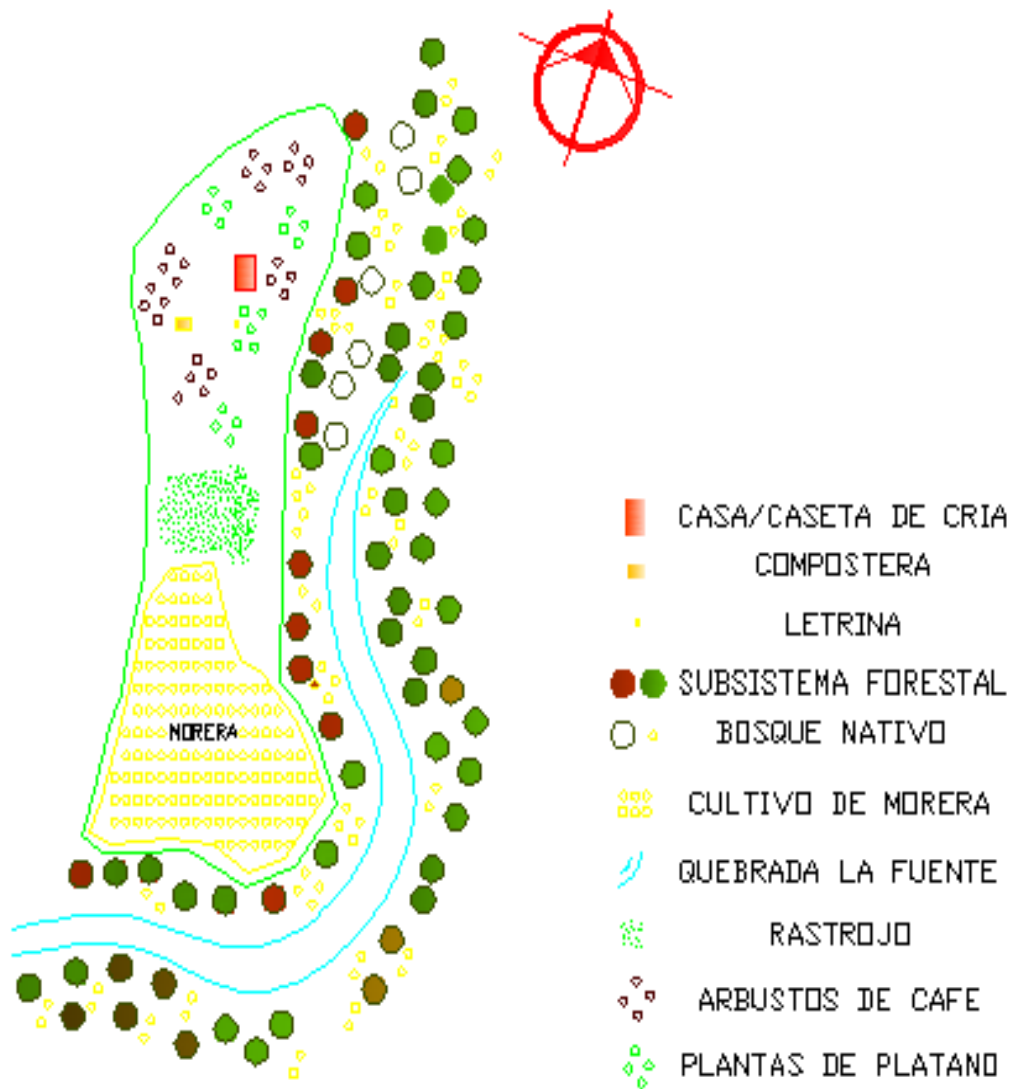 CASA/CASETA DE CRIA
COMPOSTERA
LETRINA
SUBSISTEMA FORESTAL
BOSQUE NATIVO
MORERA
CULTIVO DE MORERA
QUEBRADA LA FUENTE
RASTROJO
ARBUSTOS DE CAFE
PLANTAS DE PLATANO